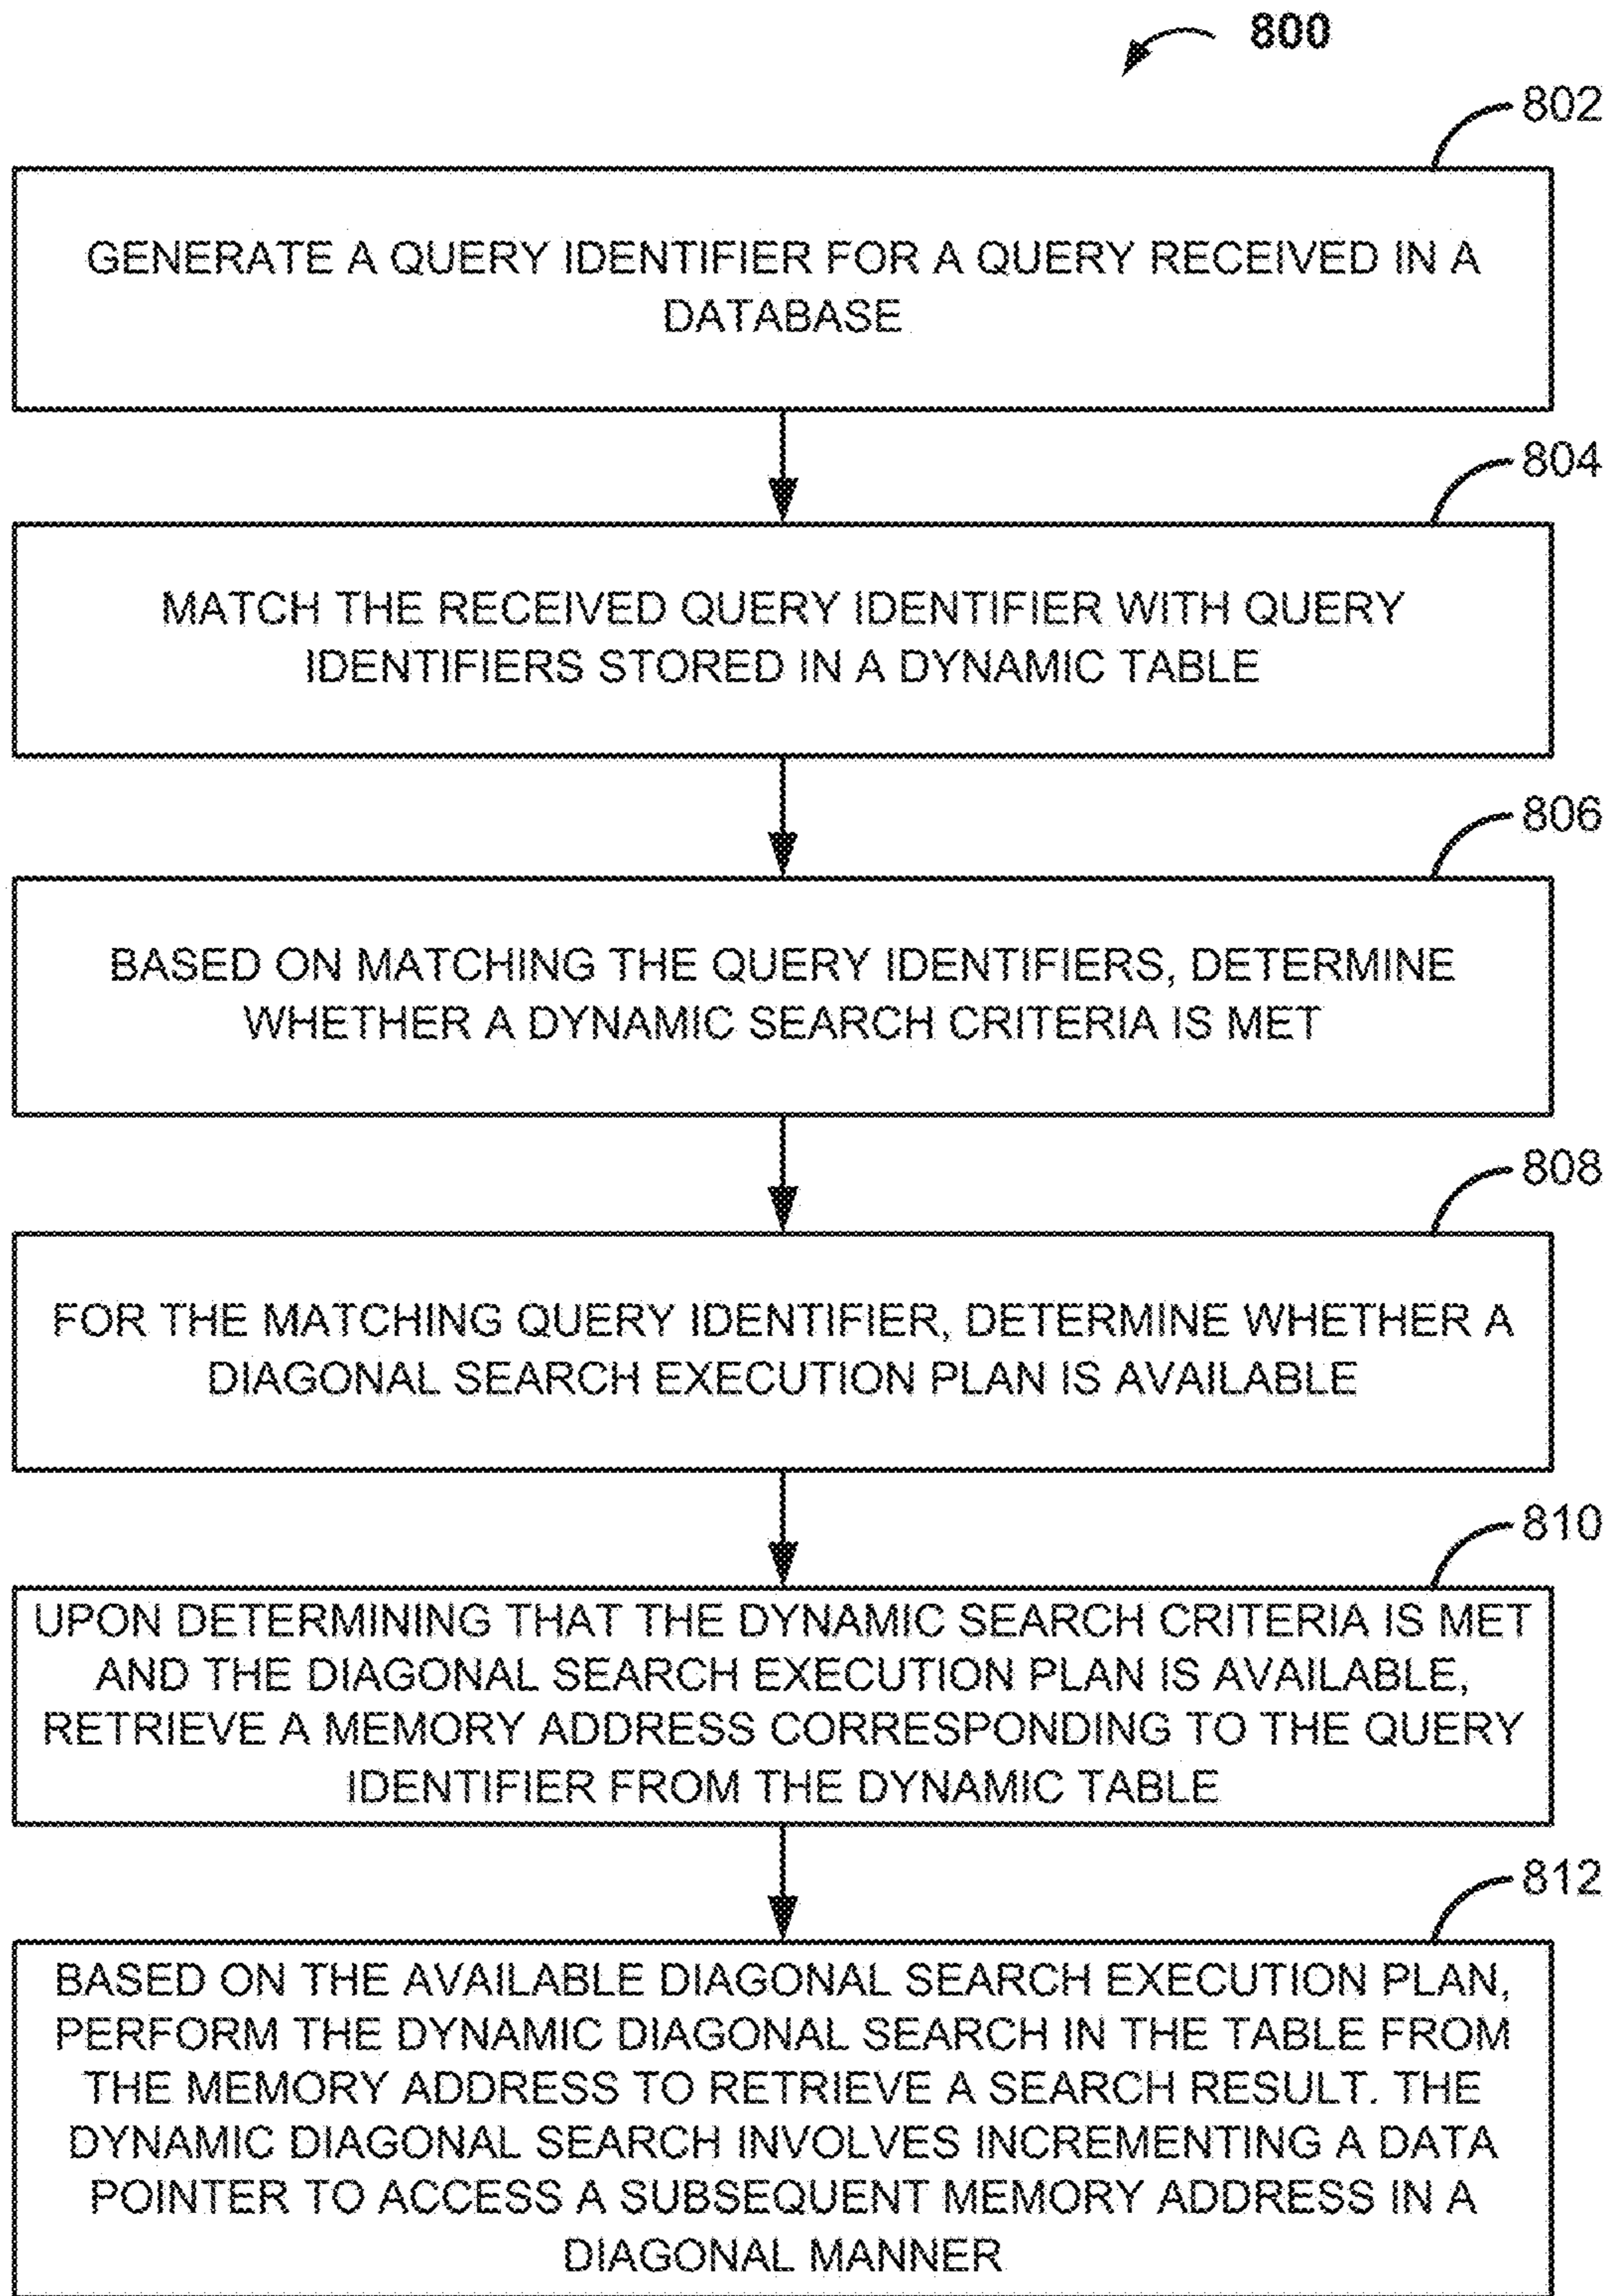 800
802
GENERATE A QUERY IDENTIFIER FOR A QUERY RECEIVED IN A
DATABASE
804
MATCH THE RECEIVED QUERY IDENTIFIER WITH QUERY
IDENTIFIERS STORED IN A DYNAMIC TABLE
806
BASED ON MATCHING THE QUERY IDENTIFIERS, DETERMINE
WHETHER A DYNAMIC SEARCH CRITERIA IS MET
808
FOR THE MATCHING QUERY IDENTIFIER, DETERMINE WHETHER A
DIAGONAL SEARCH EXECUTION PLAN IS AVAILABLE
810
UPON DETERMINING THAT THE DYNAMIC SEARCH CRITERIA IS MET
AND THE DIAGONAL SEARCH EXECUTION PLAN IS AVAILABLE,
RETRIEVE A MEMORY ADDRESS CORRESPONDING TO THE QUERY
IDENTIFIER FROM THE DYNAMIC TABLE
812
BASED ON THE AVAILABLE DIAGONAL SEARCH EXECUTION PLAN,
PERFORM THE DYNAMIC DIAGONAL SEARCH IN THE TABLE FROM
THE MEMORY ADDRESS TO RETRIEVE A SEARCH RESULT. THE
DYNAMIC DIAGONAL SEARCH INVOLVES INCREMENTING A DATA
POINTER TO ACCESS A SUBSEQUENT MEMORY ADDRESS IN A
DIAGONAL MANNER